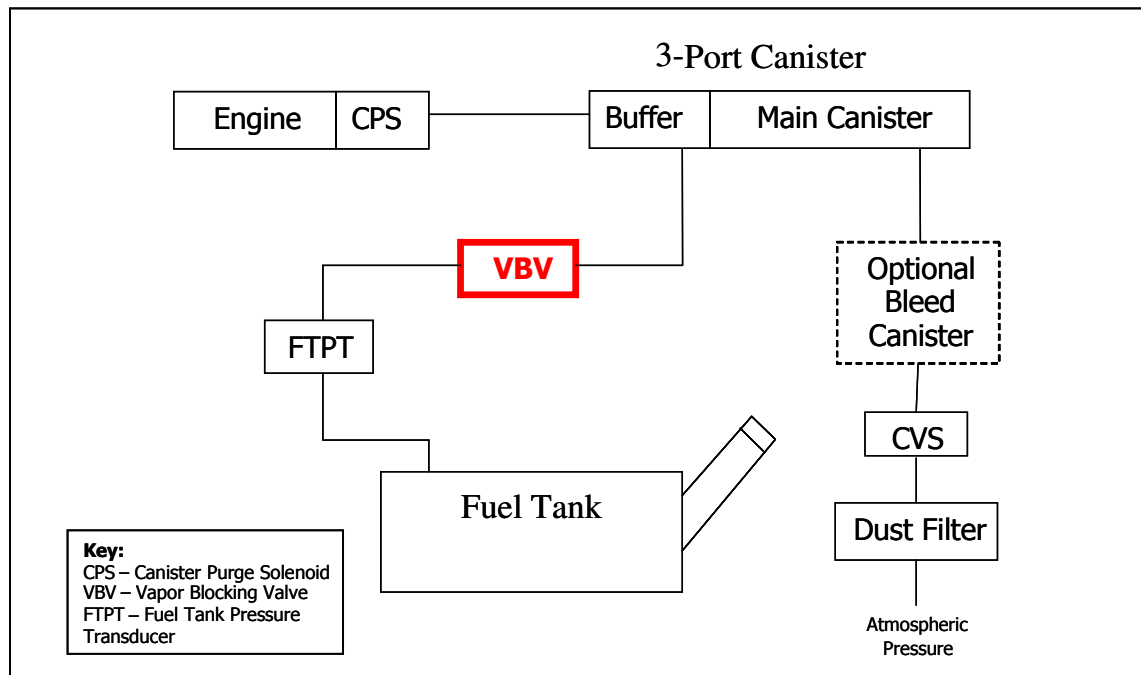 3-Port Canister
Engine
CPS
Buffer
Main Canister
VBV
Optional
Bleed
Canister
FTPT
CVS
Fuel Tank
Dust Filter
Key:
CPS – Canister Purge Solenoid
VBV – Vapor Blocking Valve
FTPT – Fuel Tank Pressure
Transducer
Atmospheric
Pressure